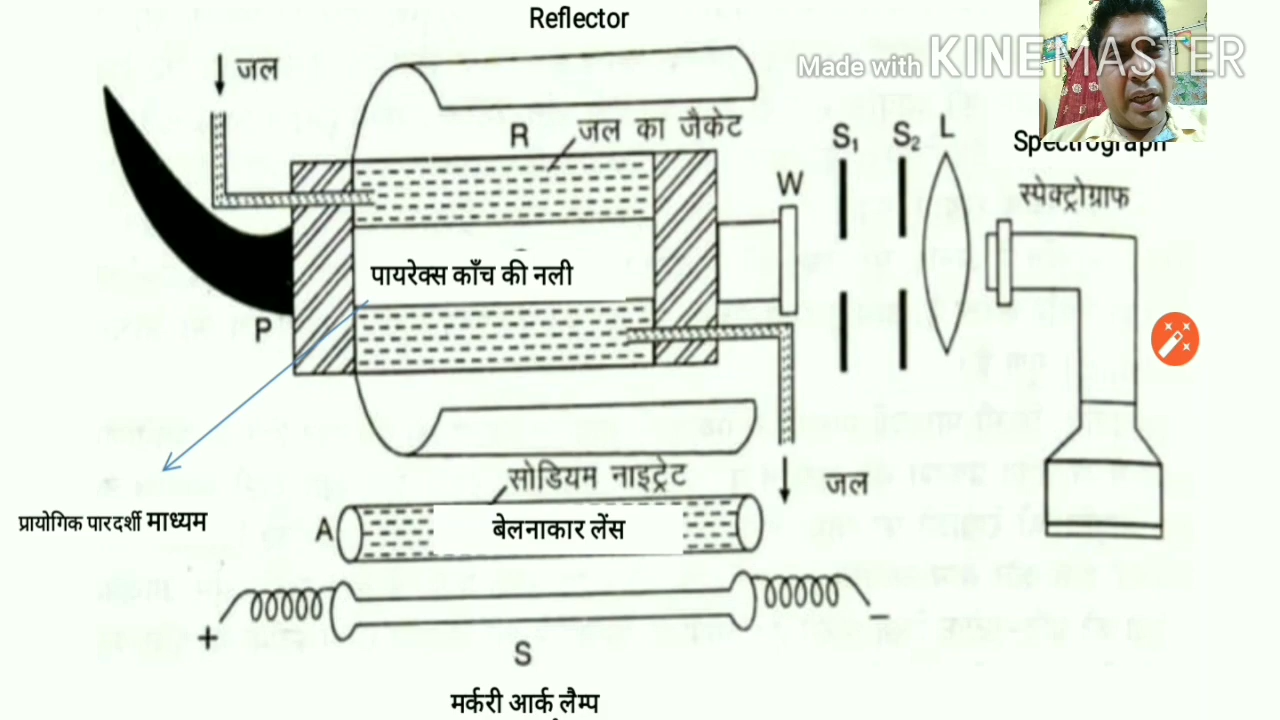 Reflector
Made with KINEMASTER
जल
जल का जैकेट
R
S₁
S₂
L
Spectrograph
स्पेक्ट्रोग्राफ
W
पायरेक्स काँच की नली
P
सोडियम नाइट्रेट
जल
प्रायोगिक पारदर्शी माध्यम
A
बेलनाकार लेंस
+
−
S
मर्करी आर्क लैम्प